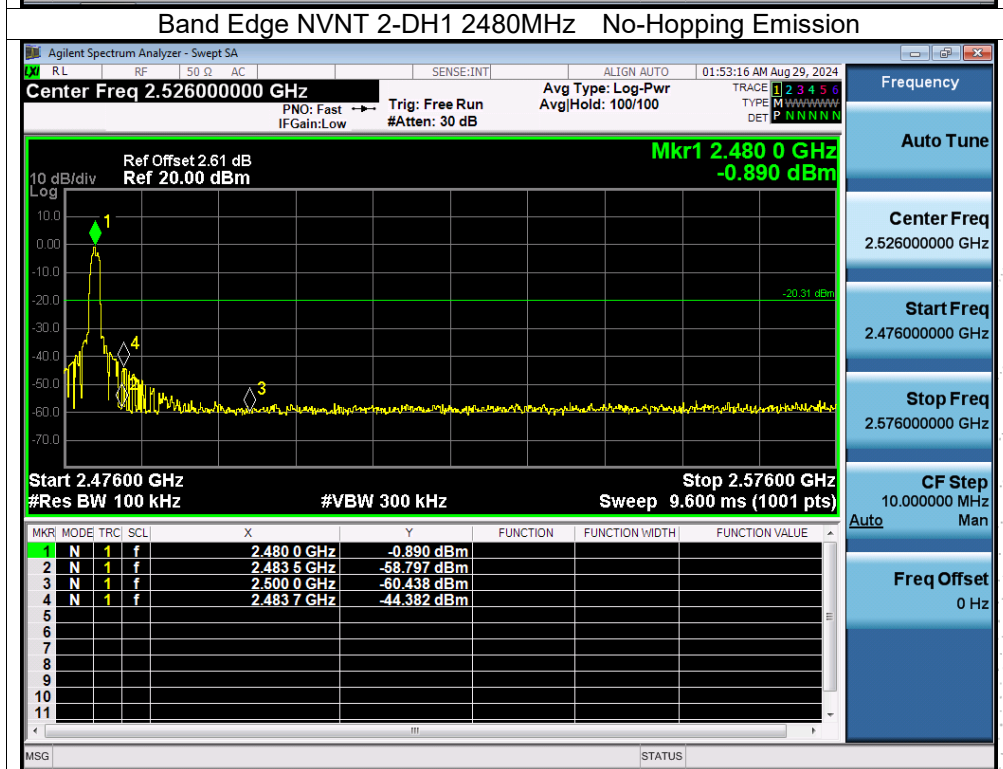 Band Edge NVNT 2-DH1 2480MHz No-Hopping Emission
Agilent Spectrum Analyzer - Swept SA
LXI RL RF 50 Ω AC SENSE:INT ALIGN AUTO 01:53:16 AM Aug 29, 2024
Center Freq 2.526000000 GHz
PNO: Fast
IFGain:Low
Trig: Free Run
#Atten: 30 dB
Avg Type: Log-Pwr
Avg|Hold: 100/100
TRACE 1 2 3 4 5 6
TYPE M WWWWW
DET P N N N N N
Frequency
Auto Tune
Center Freq
2.526000000 GHz
Start Freq
2.476000000 GHz
Stop Freq
2.576000000 GHz
CF Step
10.000000 MHz
Auto Man
Freq Offset
0 Hz
Mkr1 2.480 0 GHz
-0.890 dBm
Ref Offset 2.61 dB
10 dB/div Ref 20.00 dBm
Log
10.0
0.00
-10.0
-20.0
-30.0
-40.0
-50.0
-60.0
-70.0
1
-20.31 dBm
4
2
3
Start 2.47600 GHz Stop 2.57600 GHz
#Res BW 100 kHz #VBW 300 kHz Sweep 9.600 ms (1001 pts)
MKR MODE TRC SCL X Y FUNCTION FUNCTION WIDTH FUNCTION VALUE
1 N 1 f 2.480 0 GHz -0.890 dBm
2 N 1 f 2.483 5 GHz -58.797 dBm
3 N 1 f 2.500 0 GHz -60.438 dBm
4 N 1 f 2.483 7 GHz -44.382 dBm
5
6
7
8
9
10
11
MSG STATUS